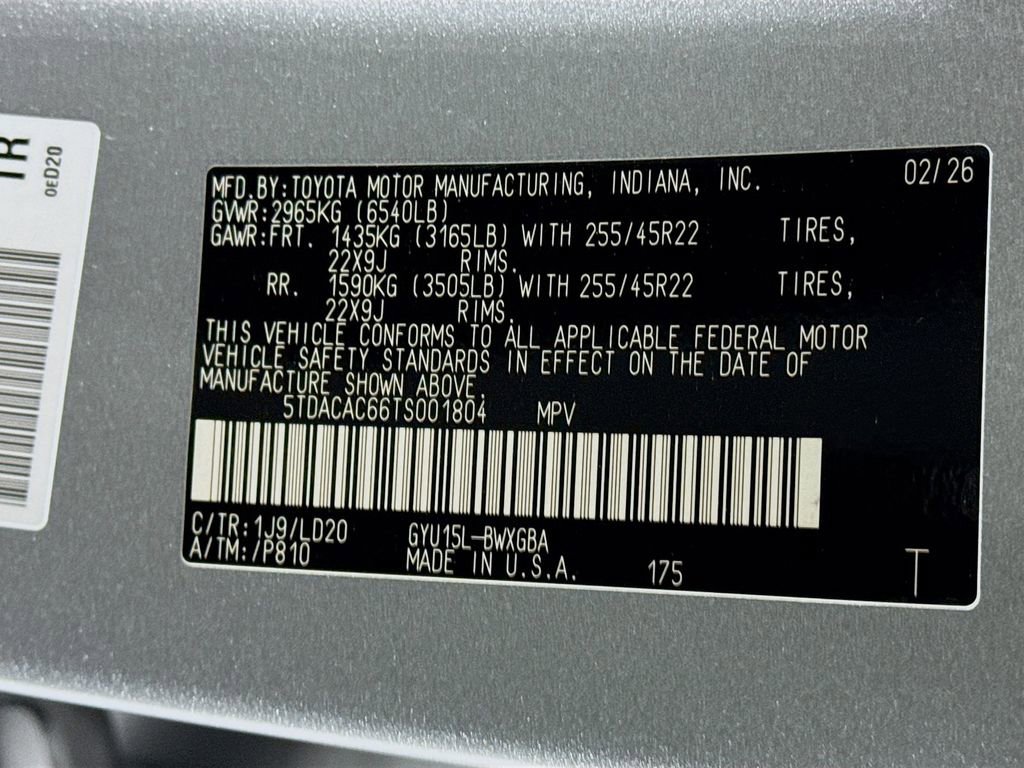 TR
0ED20
02/26
MFD.BY:TOYOTA MOTOR MANUFACTURING, INDIANA, INC.
GVWR:2965KG (6540LB)
GAWR:FRT. 1435KG (3165LB) WITH 255/45R22 TIRES,
22X9J RIMS.
RR. 1590KG (3505LB) WITH 255/45R22 TIRES,
22X9J RIMS.
THIS VEHICLE CONFORMS TO ALL APPLICABLE FEDERAL MOTOR
VEHICLE SAFETY STANDARDS IN EFFECT ON THE DATE OF
MANUFACTURE SHOWN ABOVE.
5TDACAC66TS001804 MPV
C/TR:1J9/LD20 GYU15L-BWXGBA
A/TM:/P810 MADE IN U.S.A. 175 T